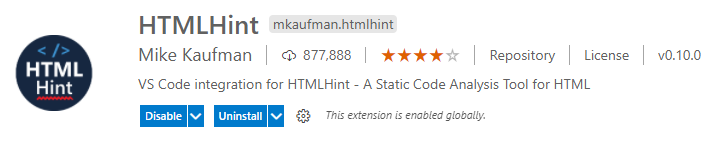 HTMLHint mkaufman.htmlhint
Mike Kaufman 877,888 Repository License v0.10.0
</> HTML Hint
VS Code integration for HTMLHint - A Static Code Analysis Tool for HTML
Disable Uninstall This extension is enabled globally.